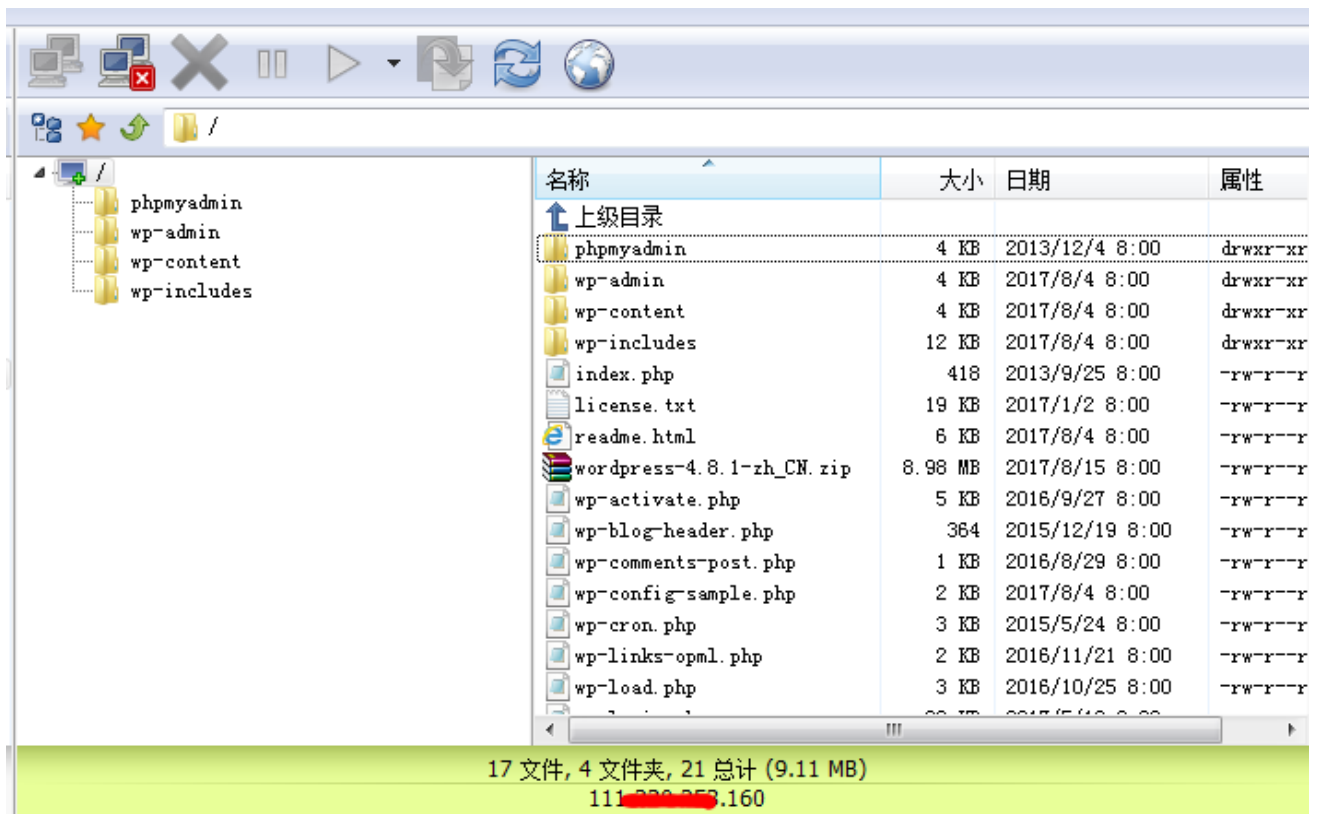 /
/
phpmyadmin
wp-admin
wp-content
wp-includes
名称 大小 日期 属性
上级目录
phpmyadmin 4 KB 2013/12/4 8:00 drwxr-xr
wp-admin 4 KB 2017/8/4 8:00 drwxr-xr
wp-content 4 KB 2017/8/4 8:00 drwxr-xr
wp-includes 12 KB 2017/8/4 8:00 drwxr-xr
index.php 418 2013/9/25 8:00 -rw-r--r
license.txt 19 KB 2017/1/2 8:00 -rw-r--r
readme.html 6 KB 2017/8/4 8:00 -rw-r--r
wordpress-4.8.1-zh_CN.zip 8.98 MB 2017/8/15 8:00 -rw-r--r
wp-activate.php 5 KB 2016/9/27 8:00 -rw-r--r
wp-blog-header.php 364 2015/12/19 8:00 -rw-r--r
wp-comments-post.php 1 KB 2016/8/29 8:00 -rw-r--r
wp-config-sample.php 2 KB 2017/8/4 8:00 -rw-r--r
wp-cron.php 3 KB 2015/5/24 8:00 -rw-r--r
wp-links-opml.php 2 KB 2016/11/21 8:00 -rw-r--r
wp-load.php 3 KB 2016/10/25 8:00 -rw-r--r
17 文件, 4 文件夹, 21 总计 (9.11 MB)
111 .160